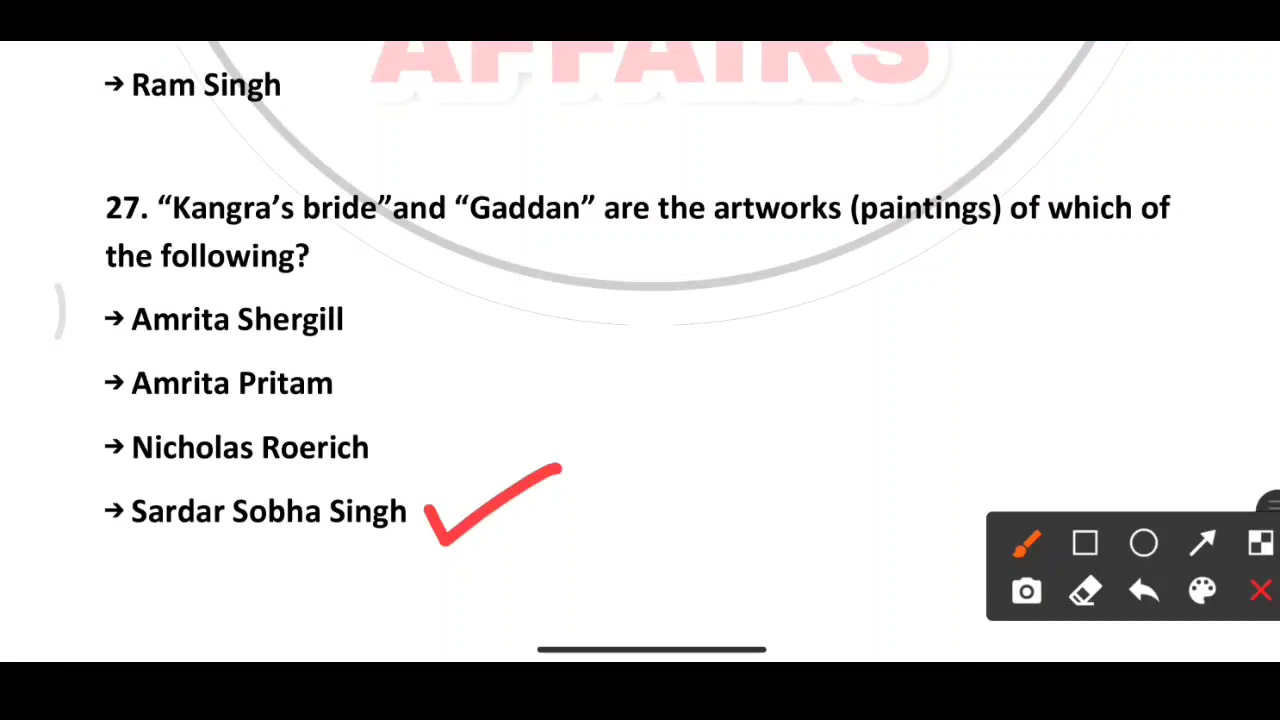 AFFAIRS
→ Ram Singh
27. “Kangra’s bride”and “Gaddan” are the artworks (paintings) of which of
the following?
→ Amrita Shergill
→ Amrita Pritam
→ Nicholas Roerich
→ Sardar Sobha Singh